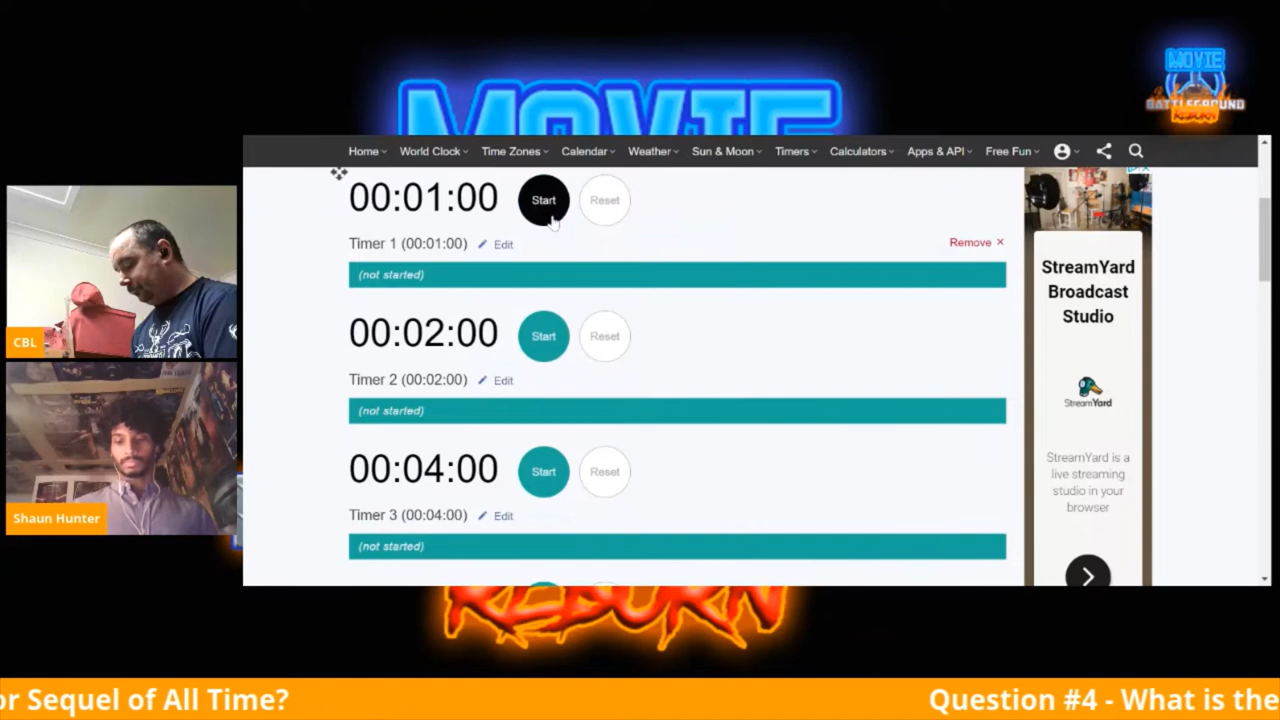 MOVIE
MOVIE
BATTLEGROUND
REBORN
Home World Clock Time Zones Calendar Weather Sun & Moon Timers Calculators Apps & API Free Fun
00:01:00 Start Reset
Timer 1 (00:01:00) Edit Remove ×
(not started)
00:02:00 Start Reset
Timer 2 (00:02:00) Edit
(not started)
00:04:00 Start Reset
Timer 3 (00:04:00) Edit
(not started)
StreamYard
Broadcast
Studio
StreamYard
StreamYard is a
live streaming
studio in your
browser
CBL
Shaun Hunter
REBORN
or Sequel of All Time? Question #4 - What is the